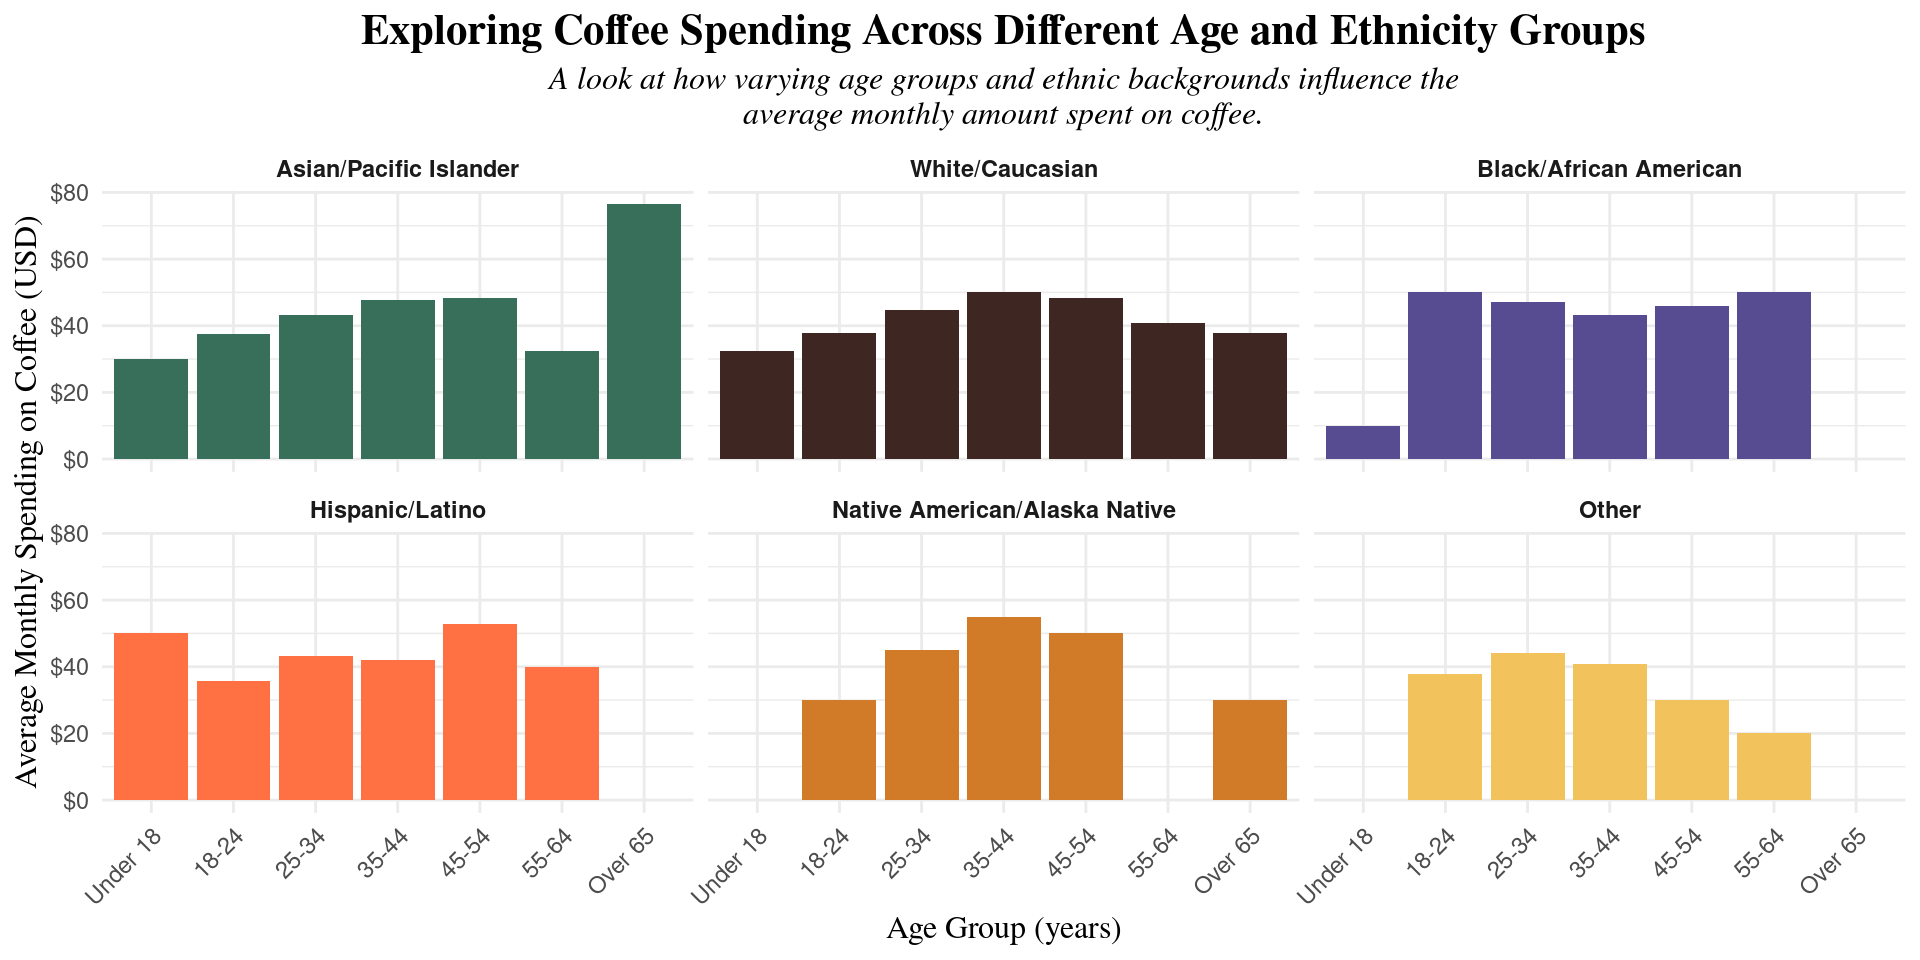 Exploring Coffee Spending Across Different Age and Ethnicity Groups
A look at how varying age groups and ethnic backgrounds influence the
average monthly amount spent on coffee.
Average Monthly Spending on Coffee (USD)
Asian/Pacific Islander
White/Caucasian
Black/African American
$80
$60
$40
$20
$0
Hispanic/Latino
Native American/Alaska Native
Other
$80
$60
$40
$20
$0
Under 18
18-24
25-34
35-44
45-54
55-64
Over 65
Under 18
18-24
25-34
35-44
45-54
55-64
Over 65
Under 18
18-24
25-34
35-44
45-54
55-64
Over 65
Age Group (years)